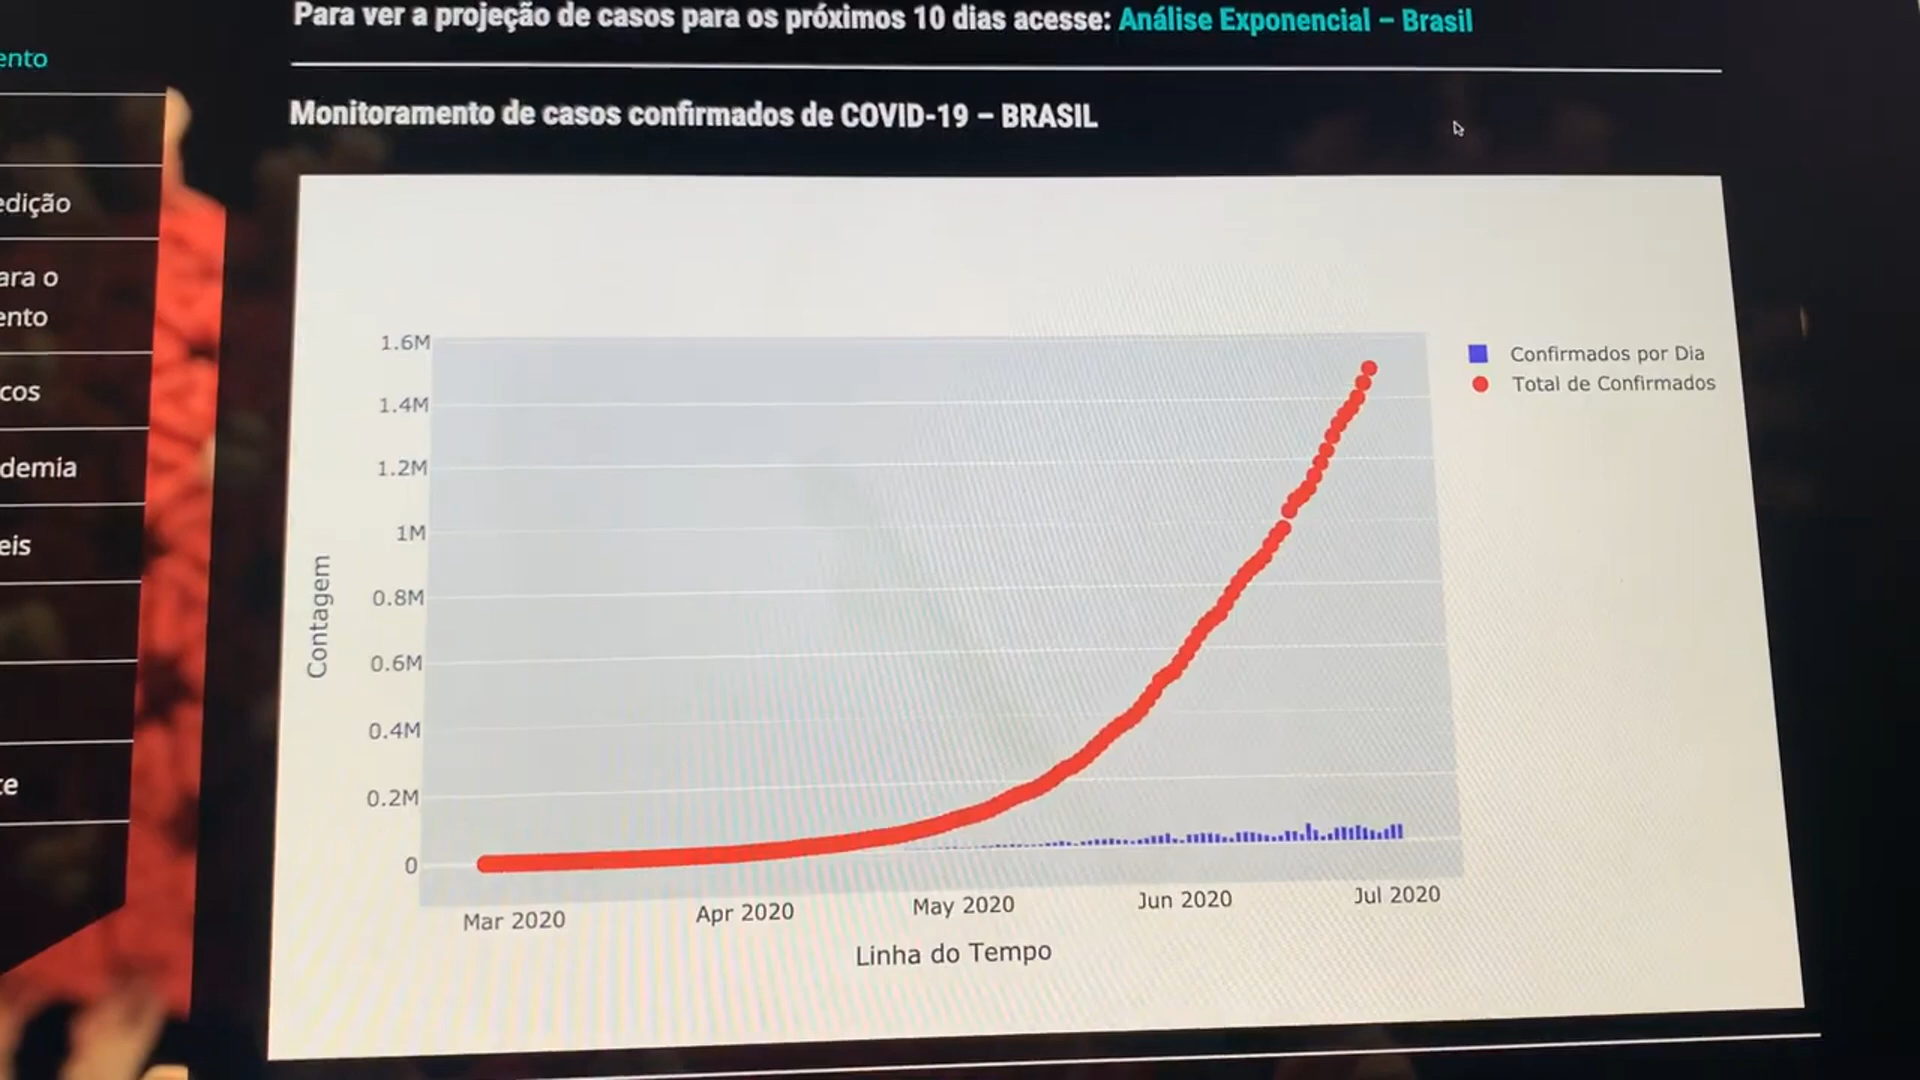 Para ver a projeção de casos para os próximos 10 dias acesse: Análise Exponencial – Brasil
Monitoramento de casos confirmados de COVID-19 – BRASIL
ento
edição
ara o
ento
cos
demia
eis
te
1.6M
1.4M
1.2M
1M
0.8M
0.6M
0.4M
0.2M
0
Contagem
Mar 2020
Apr 2020
May 2020
Jun 2020
Jul 2020
Linha do Tempo
Confirmados por Dia
Total de Confirmados